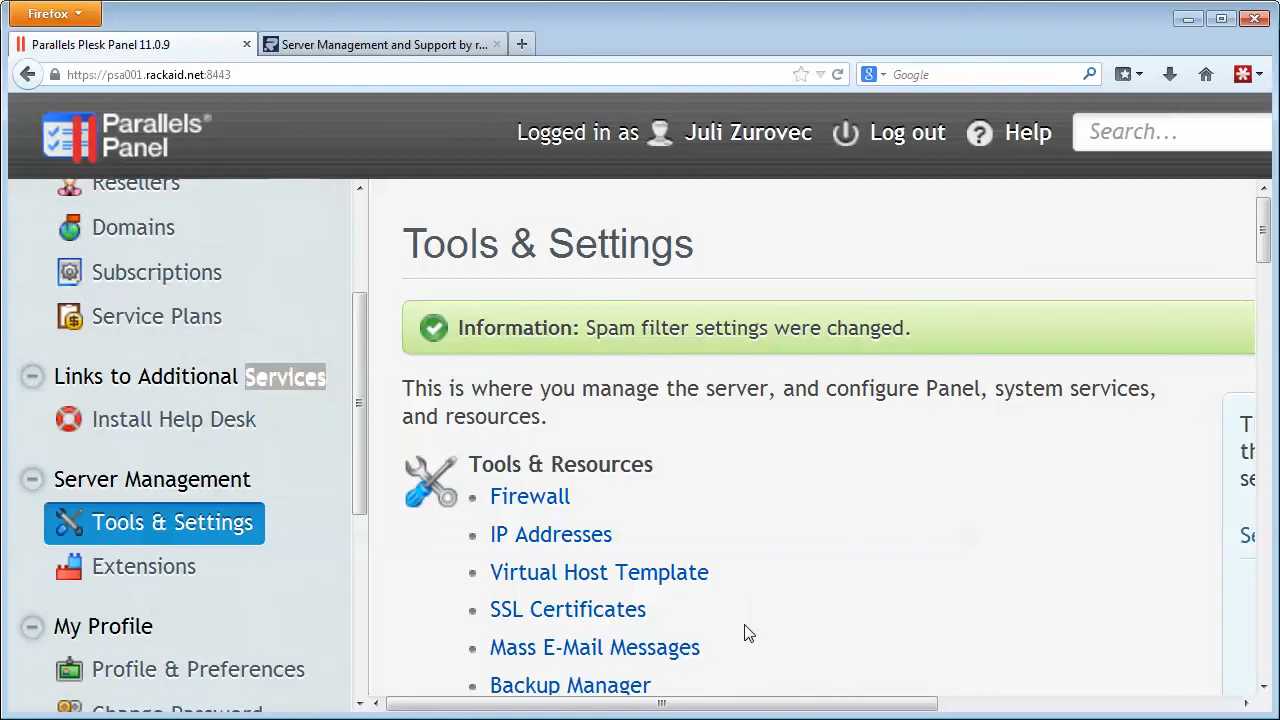 Firefox
Parallels Plesk Panel 11.0.9
Server Management and Support by r...
https://psa001.rackaid.net:8443
Google
Parallels®
Panel
Logged in as Juli Zurovec Log out Help Search...
Resellers
Domains
Subscriptions
Service Plans
Links to Additional Services
Install Help Desk
Server Management
Tools & Settings
Extensions
My Profile
Profile & Preferences
Change Password
Tools & Settings
Information: Spam filter settings were changed.
This is where you manage the server, and configure Panel, system services,
and resources.
Tools & Resources
Firewall
IP Addresses
Virtual Host Template
SSL Certificates
Mass E-Mail Messages
Backup Manager